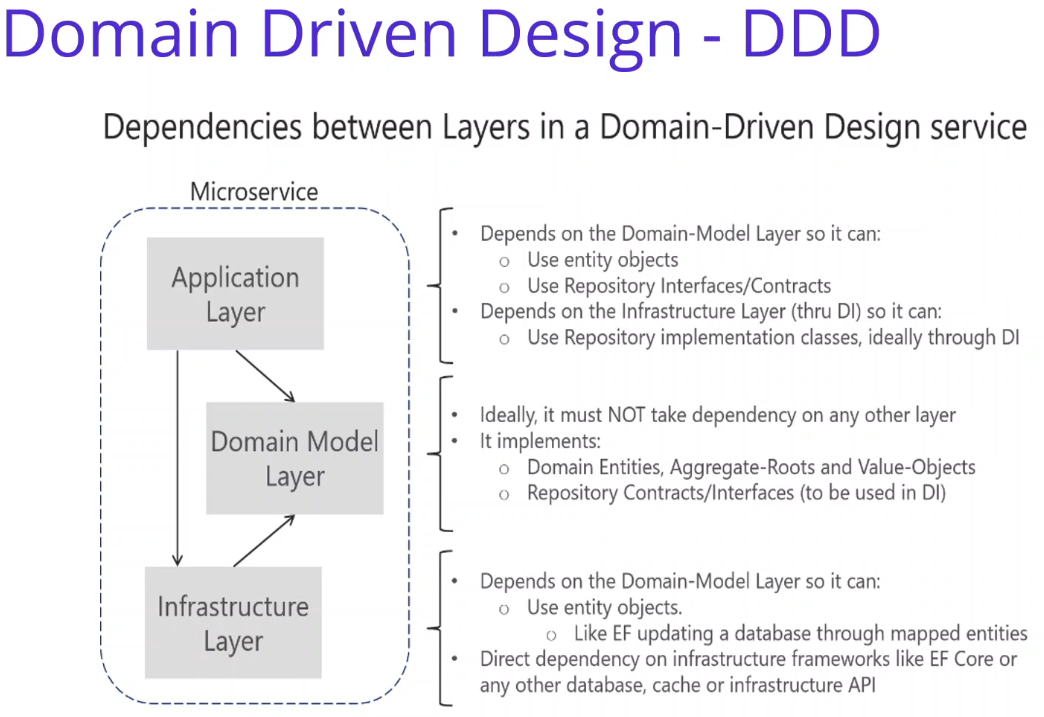 Domain Driven Design - DDD
Dependencies between Layers in a Domain-Driven Design service
Microservice
Application
Layer
• Depends on the Domain-Model Layer so it can:
o Use entity objects
o Use Repository Interfaces/Contracts
• Depends on the Infrastructure Layer (thru DI) so it can:
o Use Repository implementation classes, ideally through DI
Domain Model
Layer
• Ideally, it must NOT take dependency on any other layer
• It implements:
o Domain Entities, Aggregate-Roots and Value-Objects
o Repository Contracts/Interfaces (to be used in DI)
Infrastructure
Layer
• Depends on the Domain-Model Layer so it can:
o Use entity objects.
o Like EF updating a database through mapped entities
• Direct dependency on infrastructure frameworks like EF Core or
any other database, cache or infrastructure API